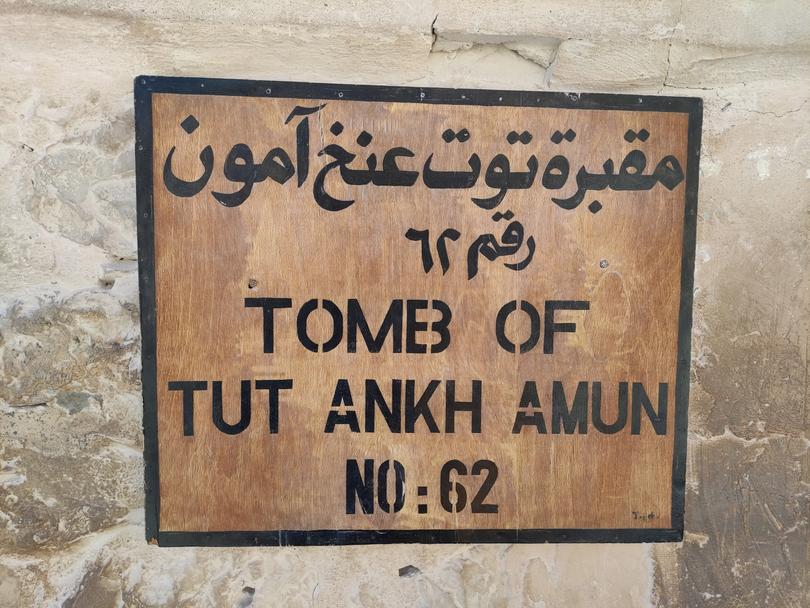 مقبرة توت عنخ آمون
رقم ٦٢
TOMB OF
TUT ANKH AMUN
NO: 62